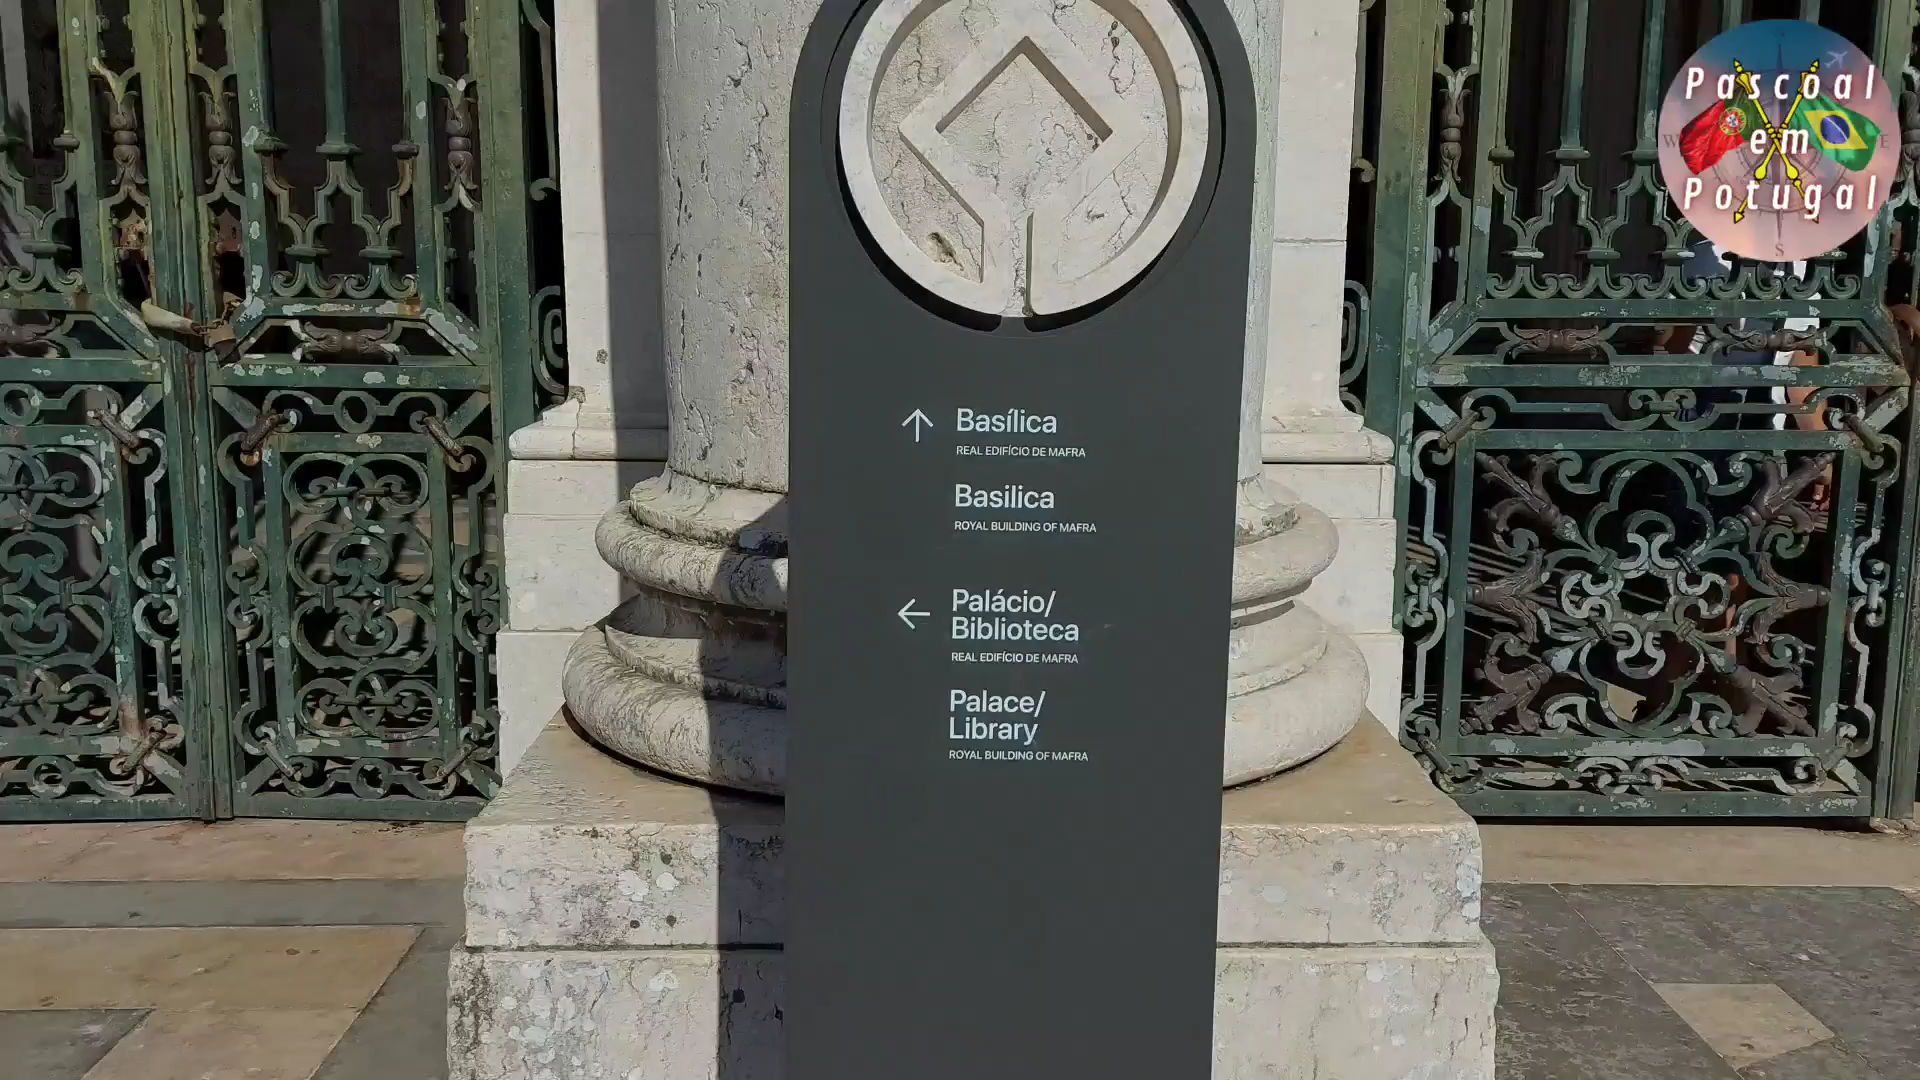 Pascoal
em
Potugal
Basílica
REAL EDIFÍCIO DE MAFRA
Basilica
ROYAL BUILDING OF MAFRA
Palácio/
Biblioteca
REAL EDIFÍCIO DE MAFRA
Palace/
Library
ROYAL BUILDING OF MAFRA